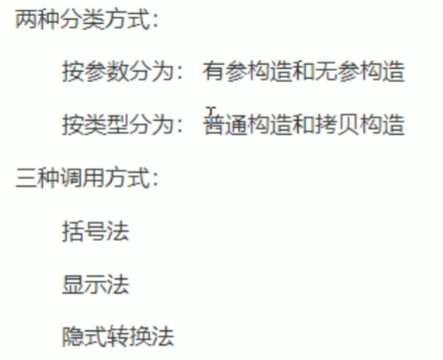 两种分类方式：
按参数分为： 有参构造和无参构造
按类型分为： 普通构造和拷贝构造
三种调用方式：
括号法
显示法
隐式转换法